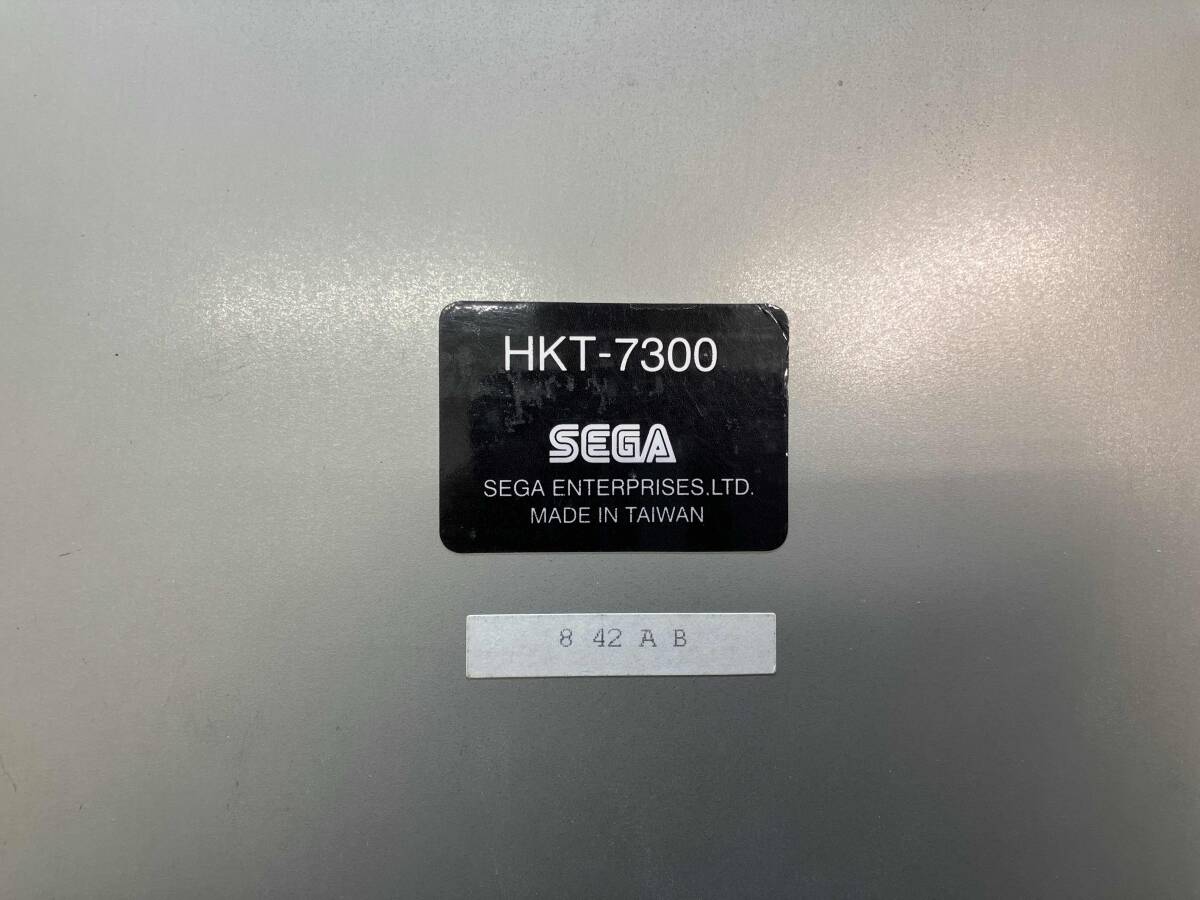 HKT-7300
SEGA
SEGA ENTERPRISES.LTD.
MADE IN TAIWAN
8 42 A B